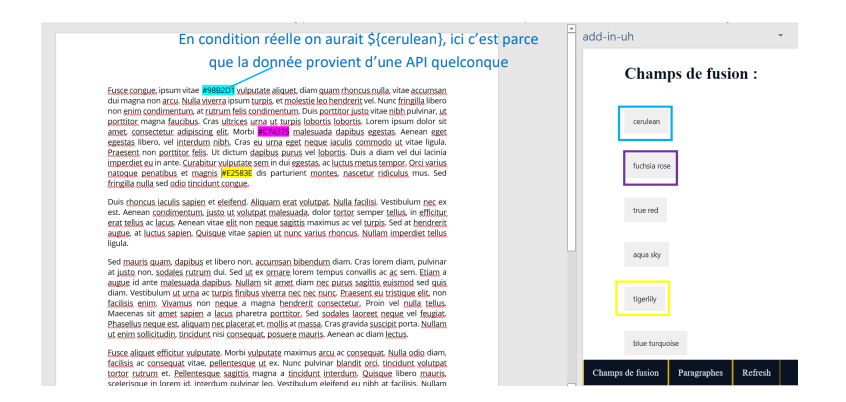 En condition réelle on aurait ${cerulean}, ici c'est parce
que la donnée provient d'une API quelconque
Fusce congue, ipsum vitae #98B2D1 vulputate aliquet, diam quam rhoncus nulla, vitae accumsan
dui magna non arcu. Nulla viverra ipsum turpis, et molestie leo hendrerit vel. Nunc fringilla libero
non enim condimentum, at rutrum felis condimentum. Duis porttitor justo vitae nibh pulvinar, ut
porttitor magna faucibus. Cras ultrices urna ut turpis lobortis lobortis. Lorem ipsum dolor sit
amet, consectetur adipiscing elit. Morbi #C74375 malesuada dapibus egestas. Aenean eget
egestas libero, vel interdum nibh. Cras eu urna eget neque iaculis commodo ut vitae ligula.
Praesent non porttitor felis. Ut dictum dapibus purus vel lobortis. Duis a diam vel dui lacinia
imperdiet eu in ante. Curabitur vulputate sem in dui egestas, ac luctus metus tempor. Orci varius
natoque penatibus et magnis #E2583E dis parturient montes, nascetur ridiculus mus. Sed
fringilla nulla sed odio tincidunt congue.
Duis rhoncus iaculis sapien et eleifend. Aliquam erat volutpat. Nulla facilisi. Vestibulum nec ex
est. Aenean condimentum, justo ut volutpat malesuada, dolor tortor semper tellus, in efficitur
erat tellus ac lacus. Aenean vitae elit non neque sagittis maximus ac vel turpis. Sed at hendrerit
augue, at luctus sapien. Quisque vitae sapien ut nunc varius rhoncus. Nullam imperdiet tellus
ligula.
Sed mauris quam, dapibus et libero non, accumsan bibendum diam. Cras lorem diam, pulvinar
at justo non, sodales rutrum dui. Sed ut ex ornare lorem tempus convallis ac ac sem. Etiam a
augue id ante malesuada dapibus. Nullam sit amet diam nec purus sagittis euismod sed quis
diam. Vestibulum ut urna ac turpis finibus viverra nec nec nunc. Praesent eu tristique elit, non
facilisis enim. Vivamus non neque a magna hendrerit consectetur. Proin vel nulla tellus.
Maecenas sit amet sapien a lacus pharetra porttitor. Sed sodales laoreet neque vel feugiat.
Phasellus neque est, aliquam nec placerat et, mollis at massa. Cras gravida suscipit porta. Nullam
ut enim sollicitudin, tincidunt nisi consequat, posuere mauris. Aenean ac diam lectus.
Fusce aliquet efficitur vulputate. Morbi vulputate maximus arcu ac consequat. Nulla odio diam,
facilisis ac consequat vitae, pellentesque ut ex. Nunc pulvinar blandit orci, tincidunt volutpat
tortor rutrum et. Pellentesque sagittis magna a tincidunt interdum. Quisque libero mauris,
scelerisque in lorem id, interdum pulvinar leo. Vestibulum eleifend eu nibh at facilisis. Nullam
add-in-uh
Champs de fusion :
cerulean
fuchsia rose
true red
aqua sky
tigerlily
blue turquoise
Champs de fusion Paragraphes Refresh